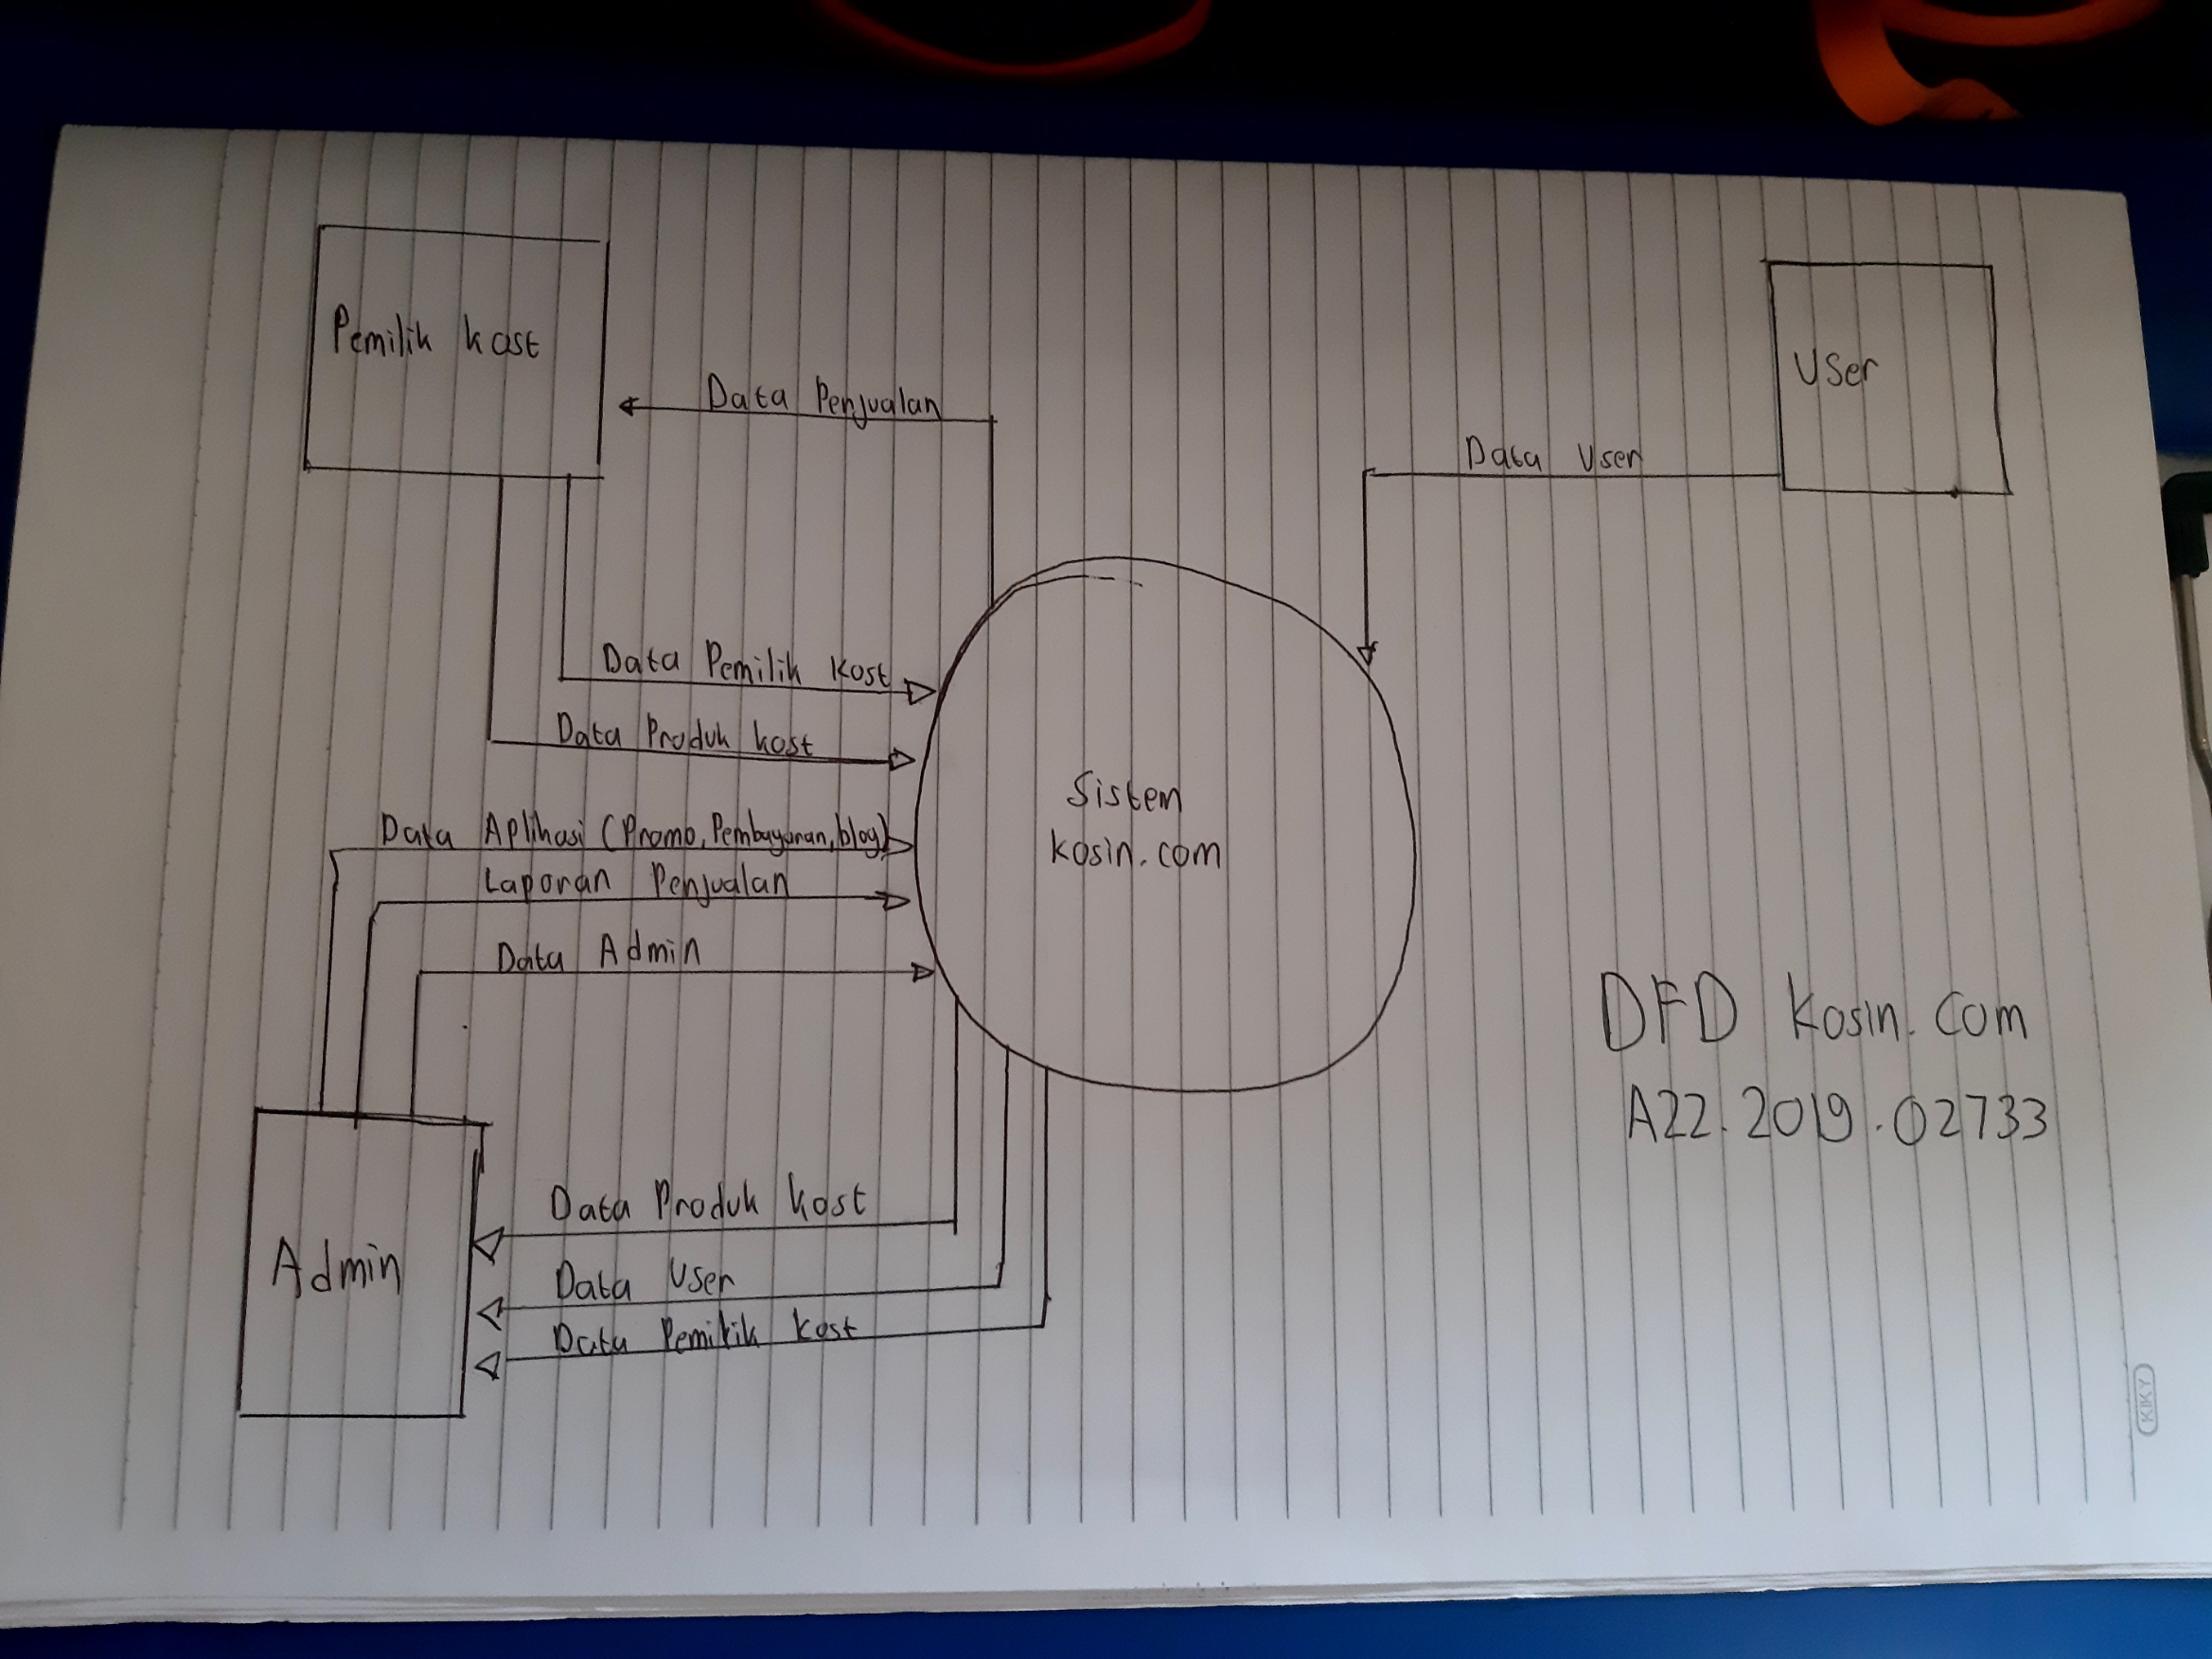 Pemilik kost
User
Data Penjualan
Data User
Data Pemilik Kost
Data Produk kost
Data Aplikasi (Promo, Pembayaran, blog)
Laporan Penjualan
Data Admin
Sistem
kosin.com
DFD kosin.com
A22.2019.02733
Admin
Data Produk kost
Data User
Data Pemilik kost
KIKY